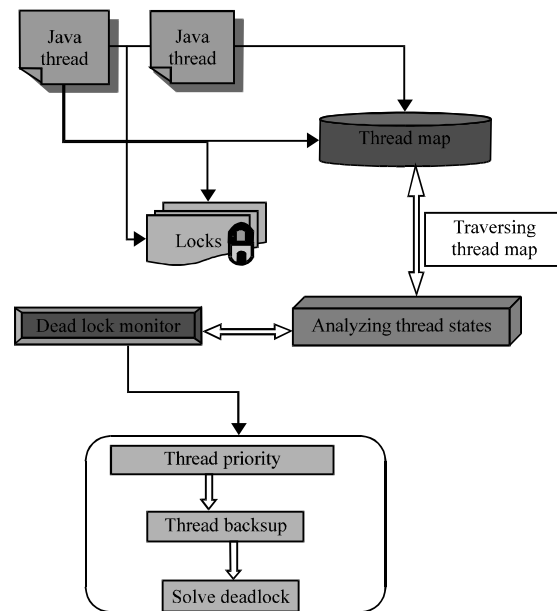 Java
thread
Java
thread
Thread map
Locks
Traversing
thread map
Dead lock monitor
Analyzing thread states
Thread priority
Thread backsup
Solve deadlock